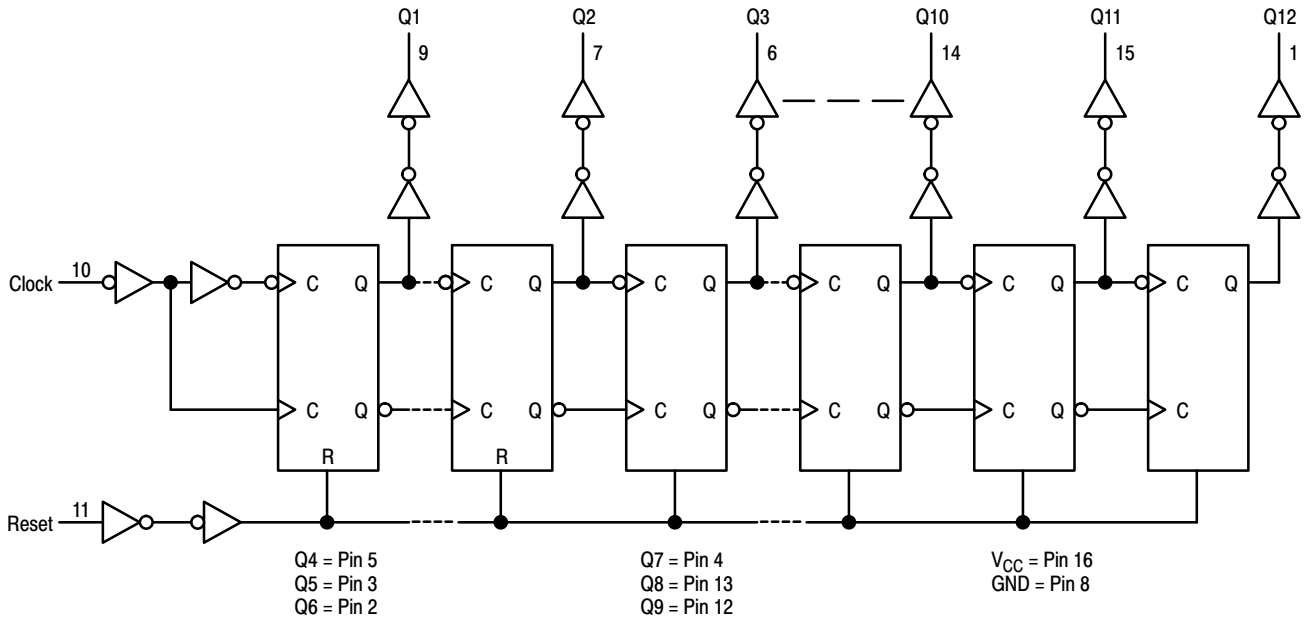 Q1 Q2 Q3 Q10 Q11 Q12
9 7 6 14 15 1
Clock 10 C Q C Q C Q C Q C Q C Q
C Q C Q C Q C Q C Q C
R R
Reset 11
Q4 = Pin 5
Q5 = Pin 3
Q6 = Pin 2
Q7 = Pin 4
Q8 = Pin 13
Q9 = Pin 12
VCC = Pin 16
GND = Pin 8